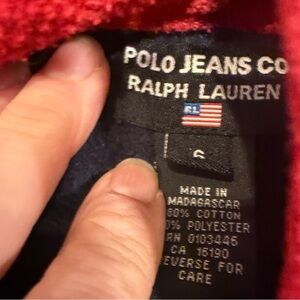 POLO JEANS CO
RALPH LAUREN
RL
6
MADE IN
MADAGASCAR
80% COTTON
0% POLYESTER
RN 0103446
CA 16190
EVERSE FOR
CARE